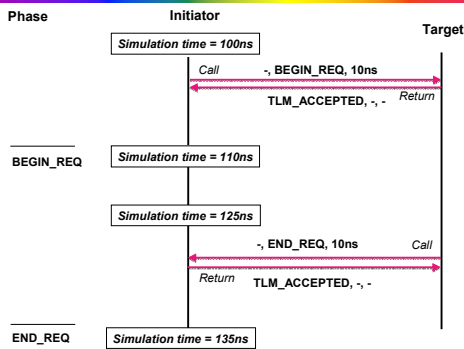 Phase
Initiator
Target
Simulation time = 100ns
Call
-, BEGIN_REQ, 10ns
TLM_ACCEPTED, -, -
Return
BEGIN_REQ
Simulation time = 110ns
Simulation time = 125ns
-, END_REQ, 10ns
Call
Return
TLM_ACCEPTED, -, -
END_REQ
Simulation time = 135ns